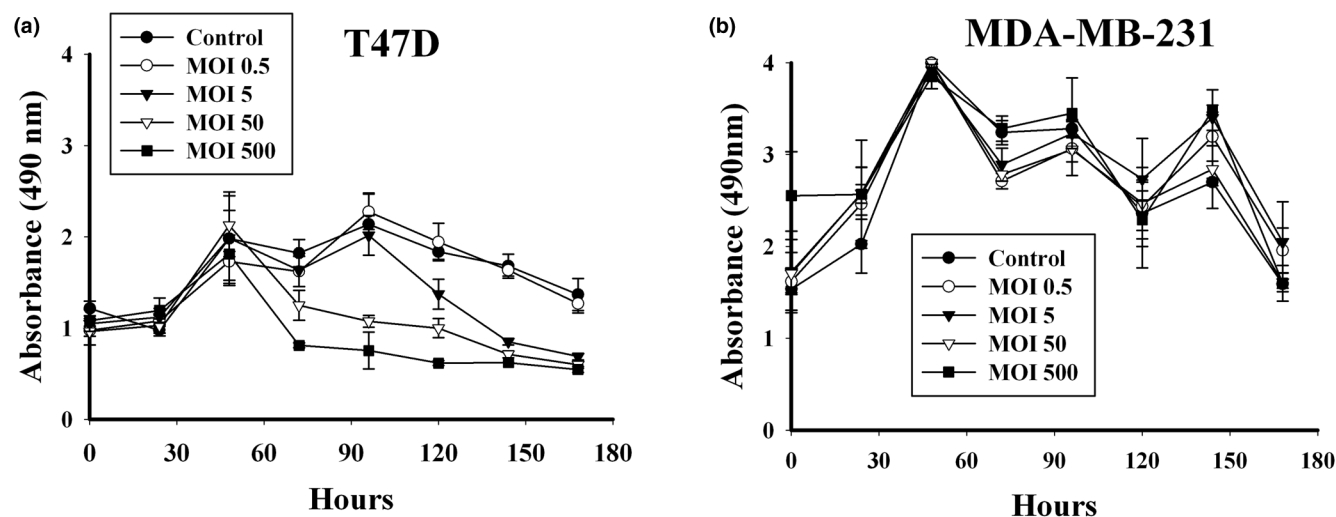 (a)
T47D
Control
MOI 0.5
MOI 5
MOI 50
MOI 500
Absorbance (490 nm)
4
3
2
1
0
0 30 60 90 120 150 180
Hours
(b)
MDA-MB-231
Absorbance (490nm)
4
3
2
1
0
Control
MOI 0.5
MOI 5
MOI 50
MOI 500
0 30 60 90 120 150 180
Hours